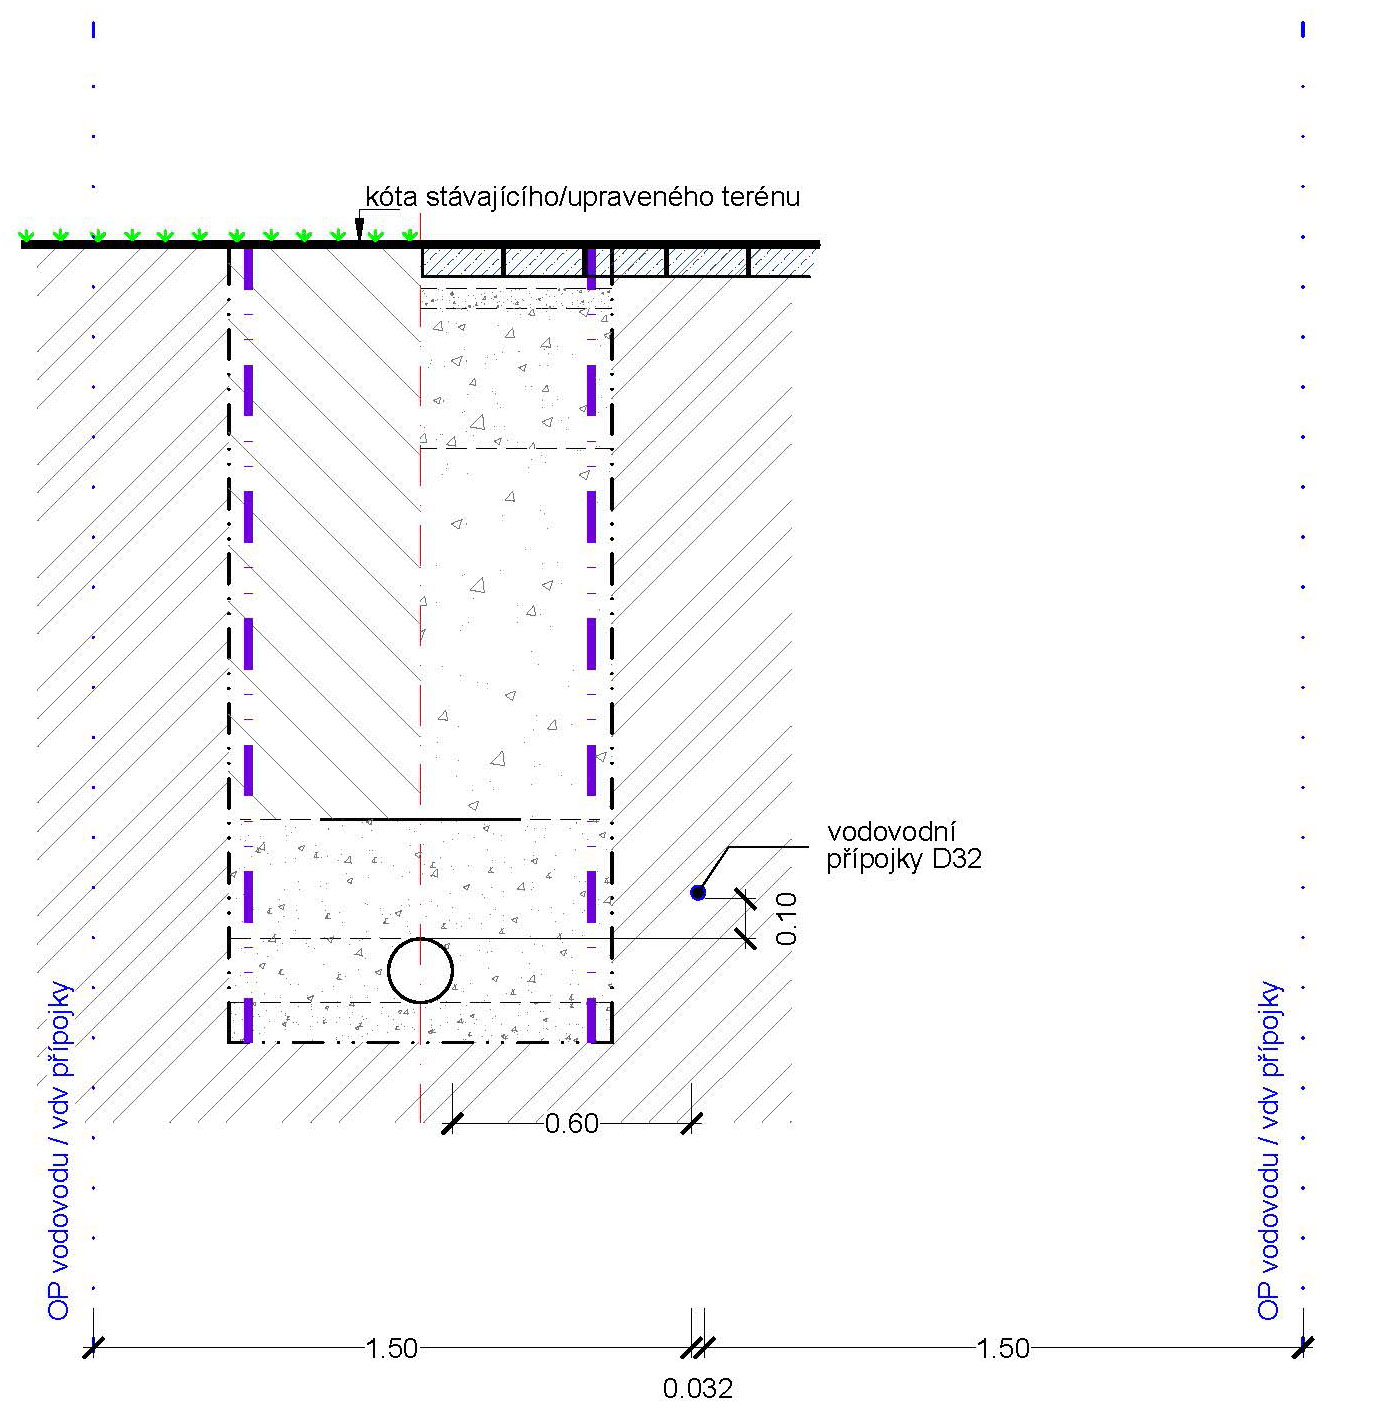 kóta stávajícího/upraveného terénu
vodovodní
přípojky D32
0.10
OP vodovodu / vdv přípojky
OP vodovodu / vdv přípojky
0.60
1.50
1.50
0.032